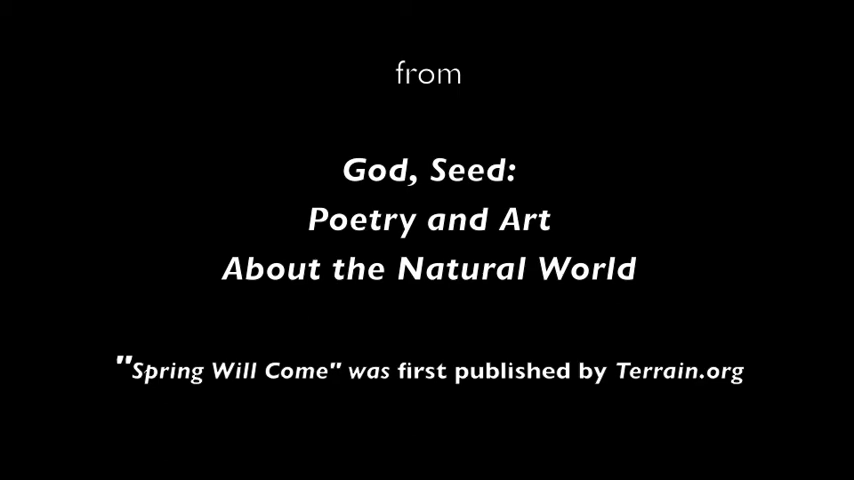 from
God, Seed:
Poetry and Art
About the Natural World
"Spring Will Come" was first published by Terrain.org